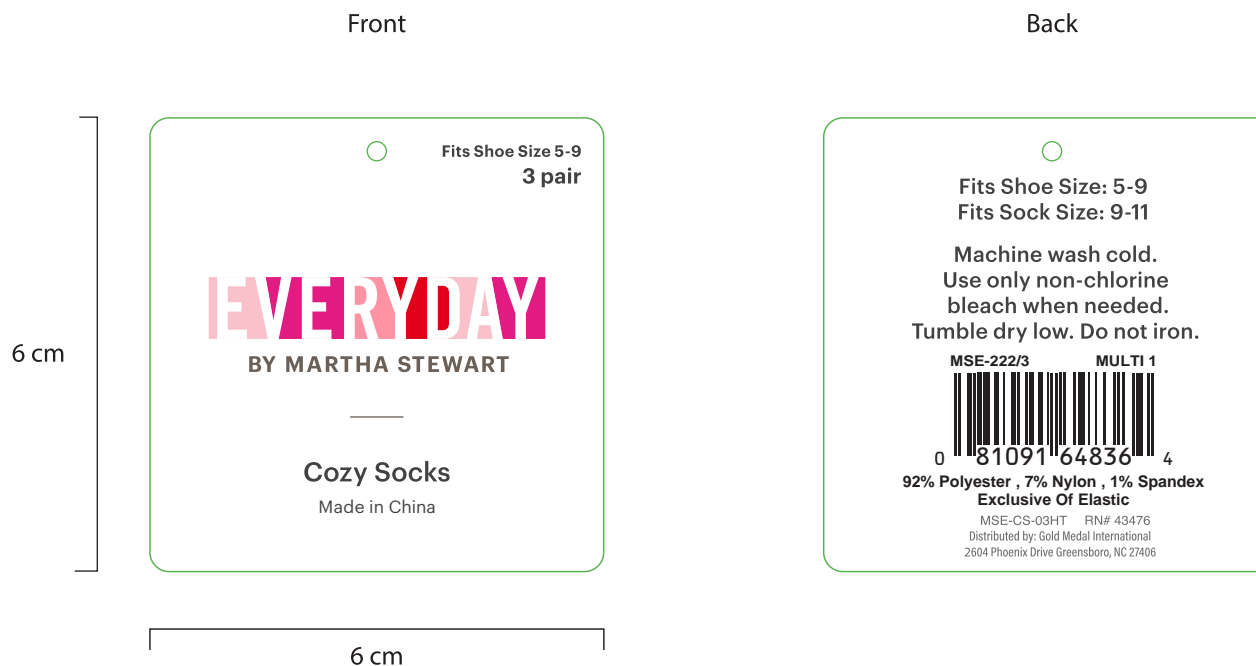 Front
Back
Fits Shoe Size 5-9
3 pair
EVERYDAY
BY MARTHA STEWART
Cozy Socks
Made in China
6 cm
6 cm
Fits Shoe Size: 5-9
Fits Sock Size: 9-11
Machine wash cold.
Use only non-chlorine
bleach when needed.
Tumble dry low. Do not iron.
MSE-222/3 MULTI 1
0 81091 64836 4
92% Polyester , 7% Nylon , 1% Spandex
Exclusive Of Elastic
MSE-CS-03HT RN# 43476
Distributed by: Gold Medal International
2604 Phoenix Drive Greensboro, NC 27406